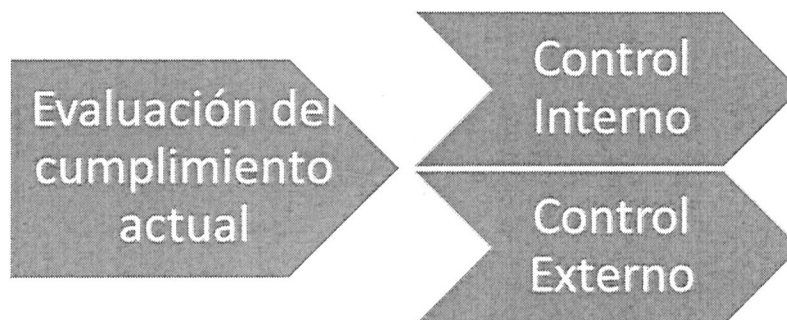 Evaluación del
cumplimiento
actual
Control
Interno
Control
Externo